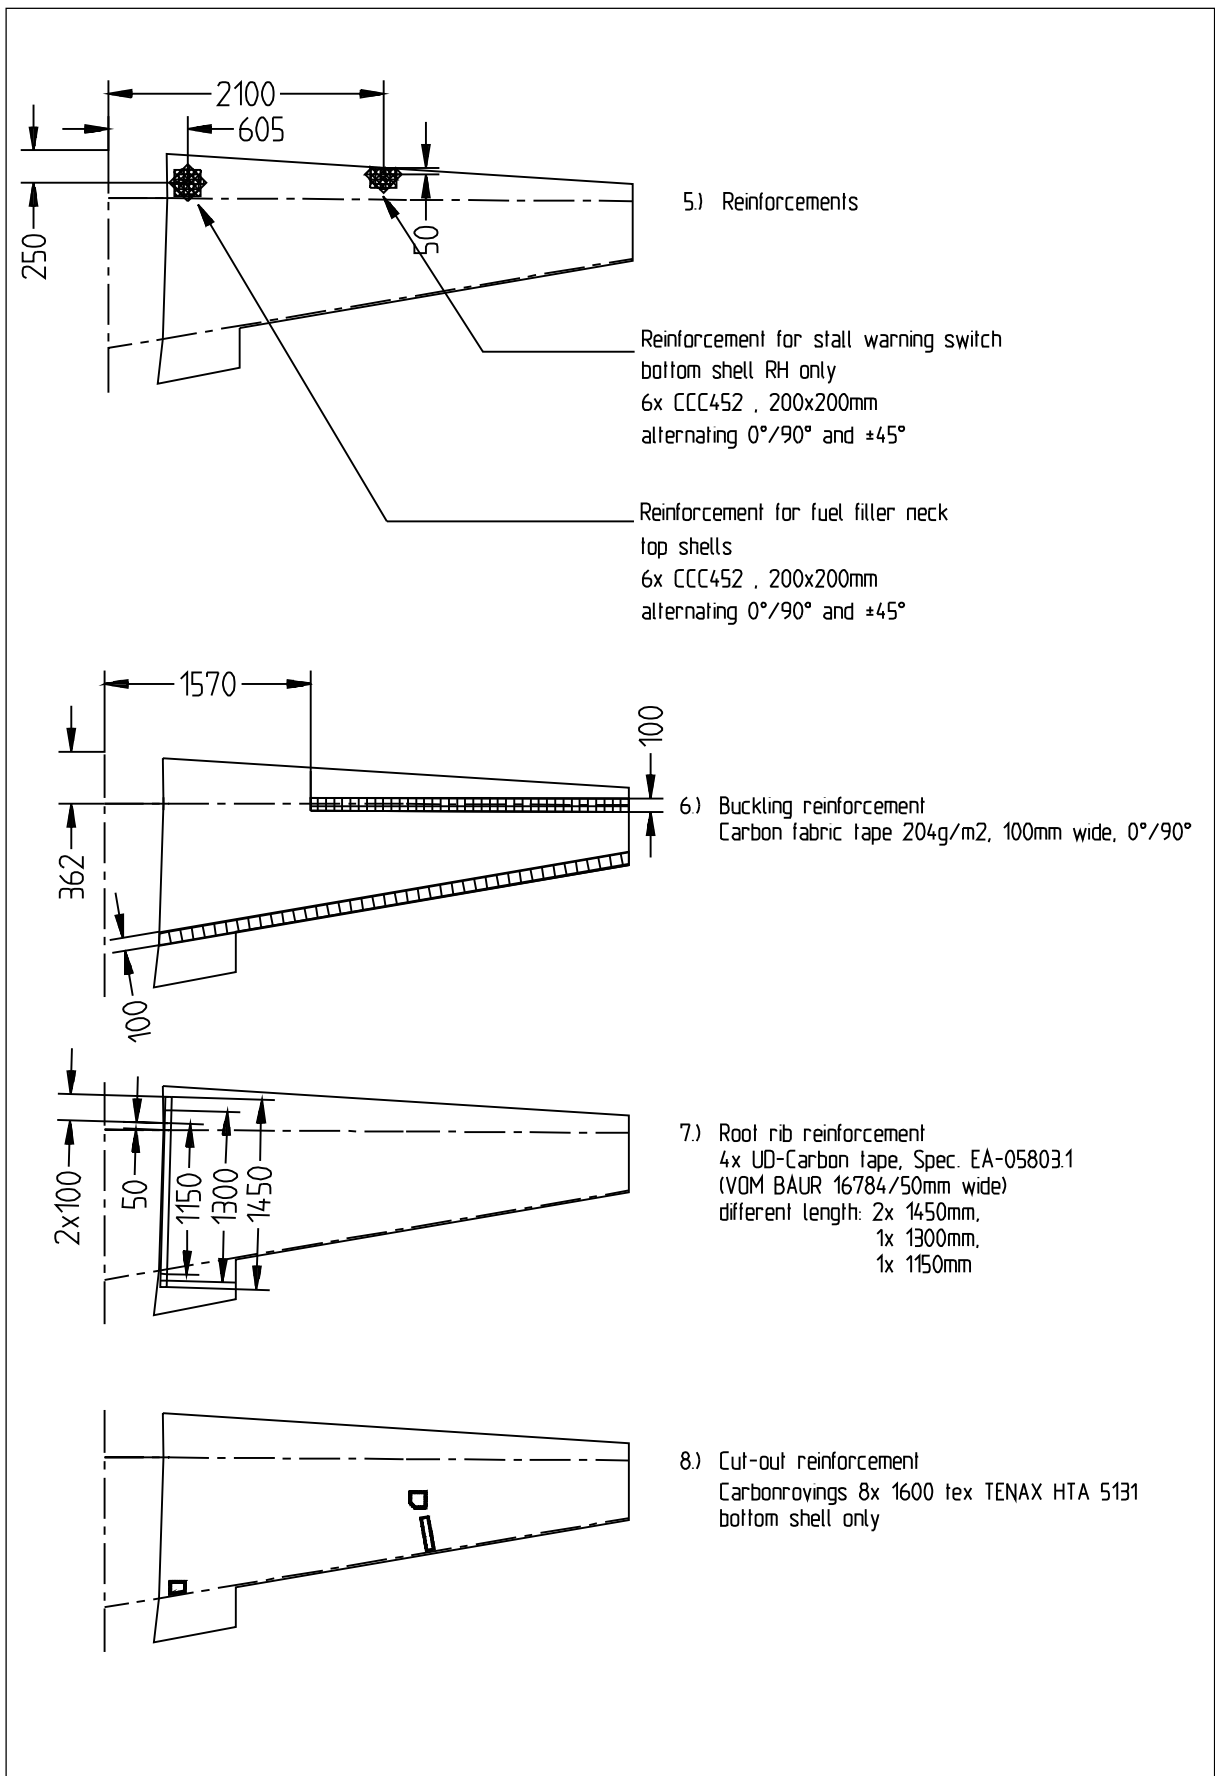 2100
605
250
50
5.) Reinforcements
Reinforcement for stall warning switch
bottom shell RH only
6x CCC452 , 200x200mm
alternating 0°/90° and ±45°
Reinforcement for fuel filler neck
top shells
6x CCC452 , 200x200mm
alternating 0°/90° and ±45°
1570
100
362
100
6.) Buckling reinforcement
Carbon fabric tape 204g/m2, 100mm wide, 0°/90°
2x100
50
1150
1300
1450
7.) Root rib reinforcement
4x UD-Carbon tape, Spec. EA-05803.1
(VOM BAUR 16784/50mm wide)
different length: 2x 1450mm,
1x 1300mm,
1x 1150mm
8.) Cut-out reinforcement
Carbonrovings 8x 1600 tex TENAX HTA 5131
bottom shell only